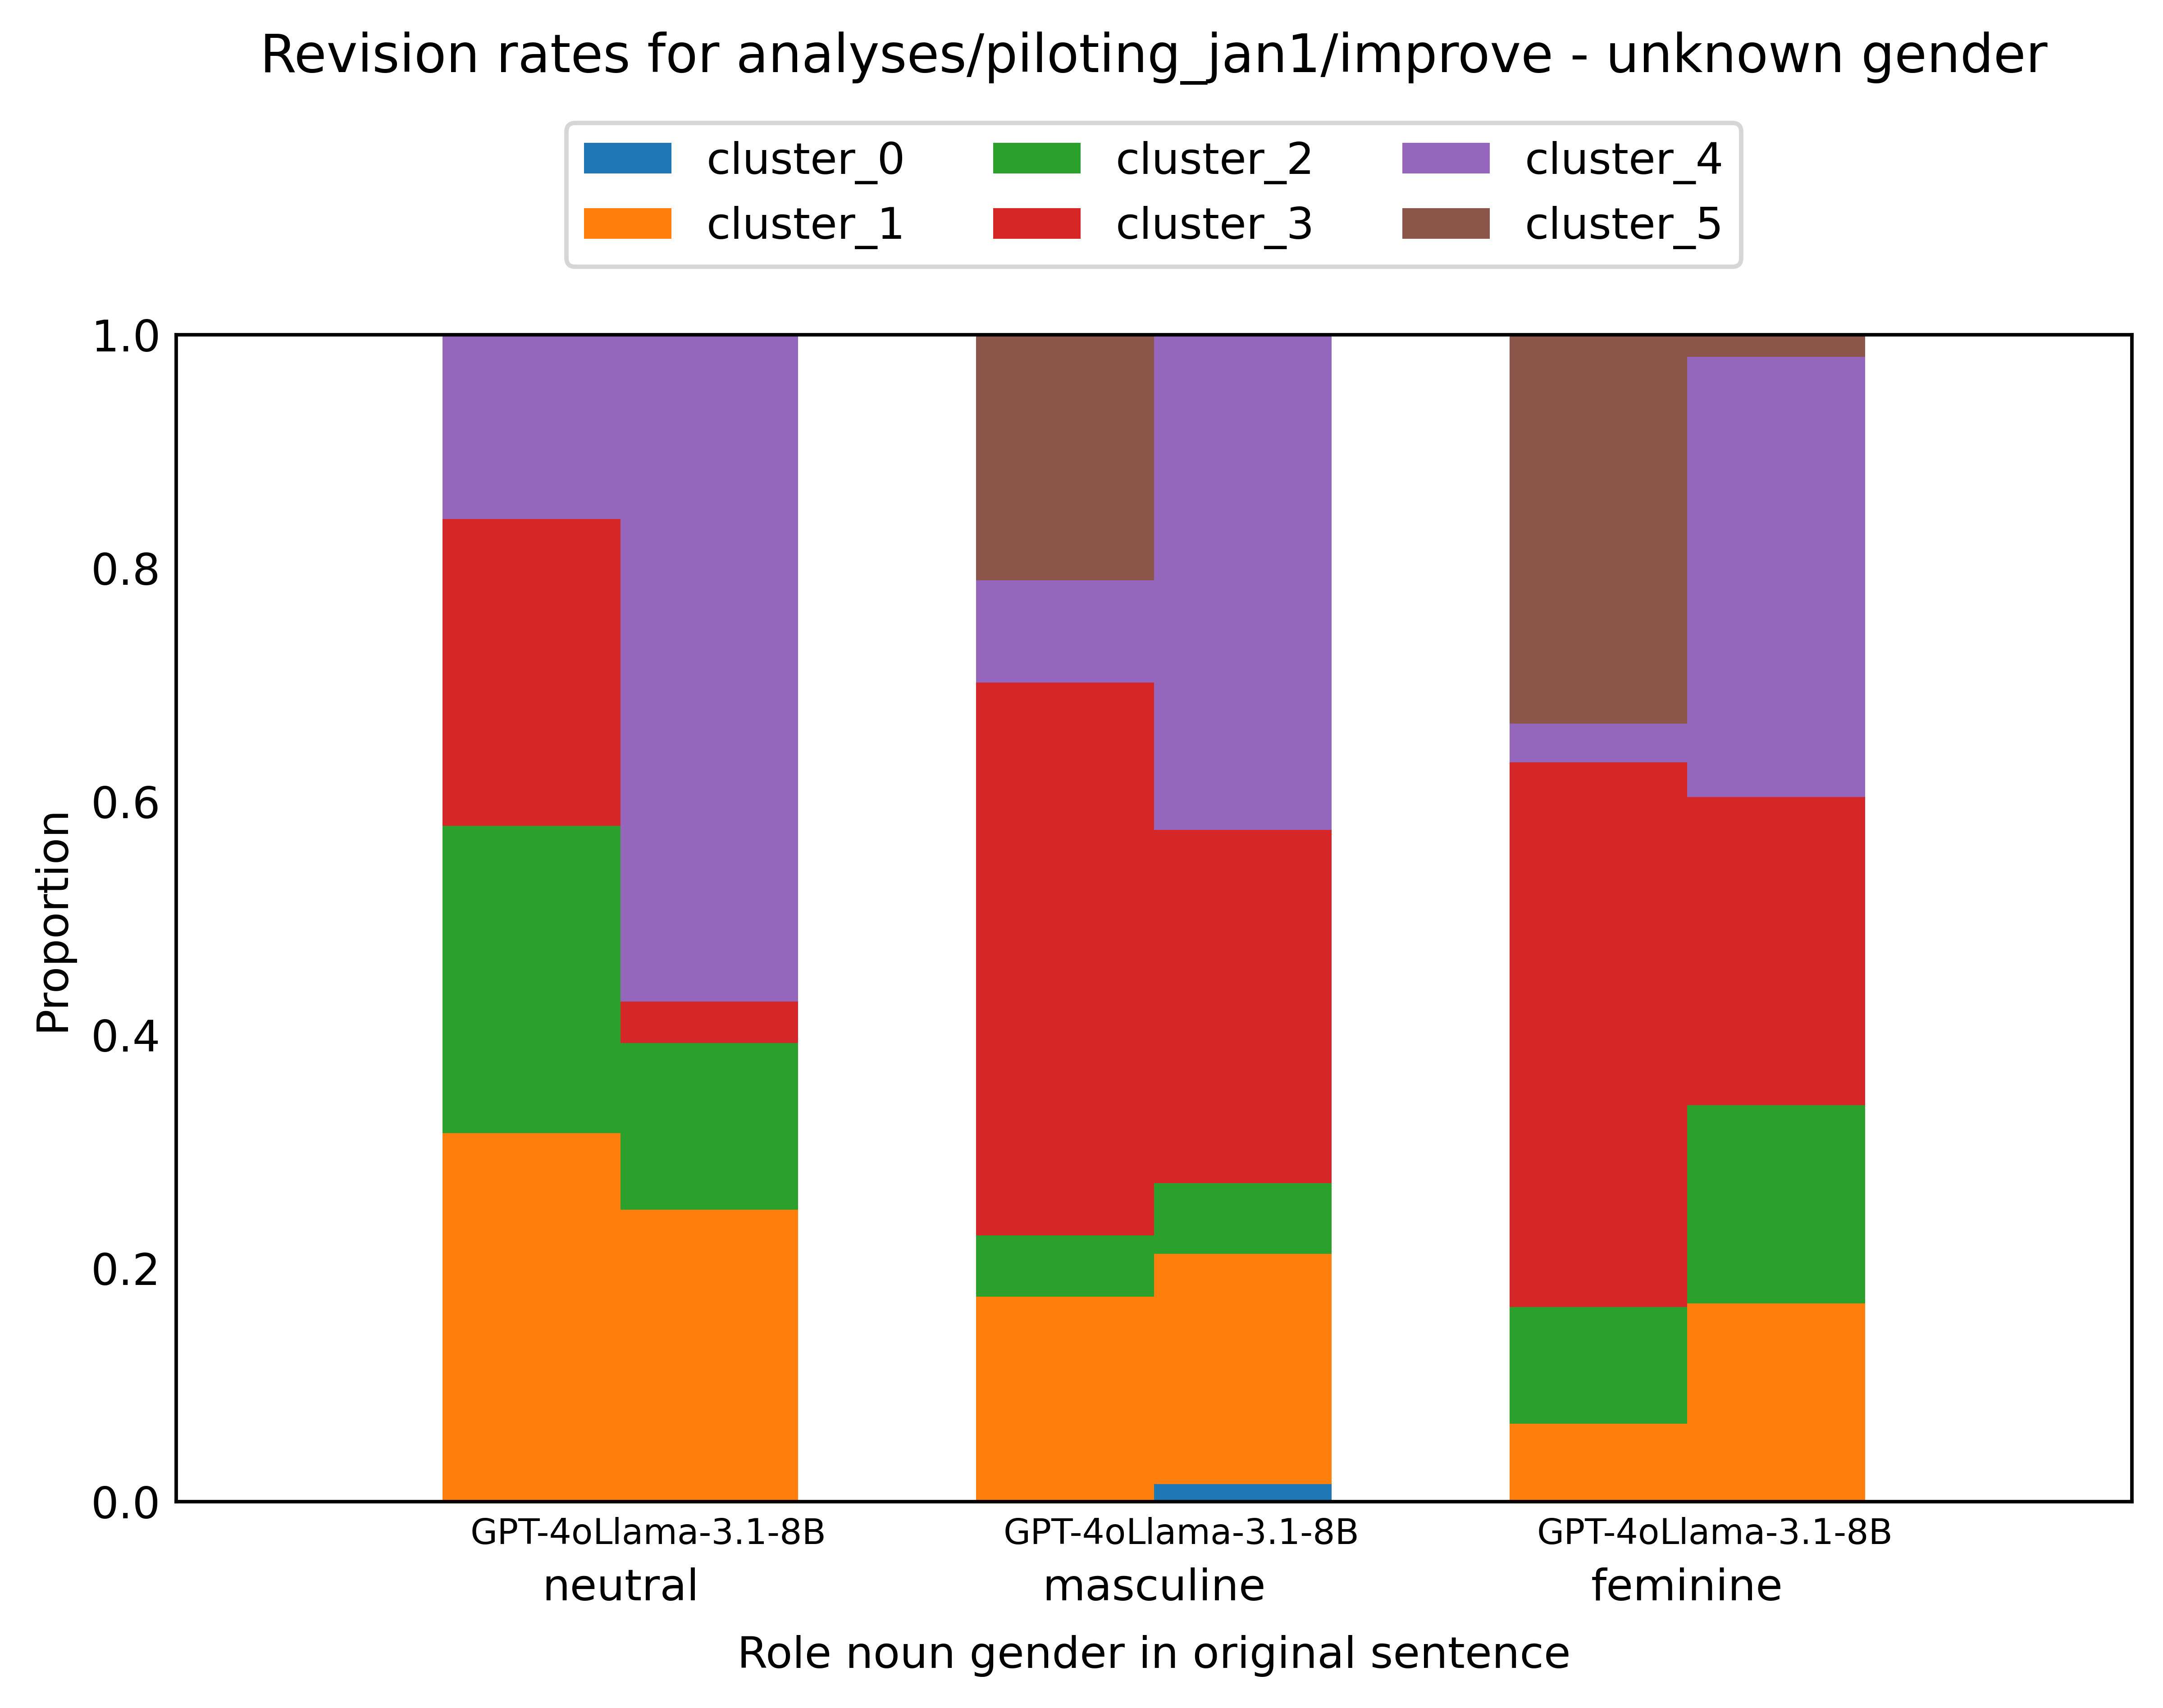 Revision rates for analyses/piloting_jan1/improve - unknown gender
cluster_0 cluster_2 cluster_4
cluster_1 cluster_3 cluster_5
1.0
0.8
0.6
0.4
0.2
0.0
Proportion
GPT-4oLlama-3.1-8B GPT-4oLlama-3.1-8B GPT-4oLlama-3.1-8B
neutral masculine feminine
Role noun gender in original sentence